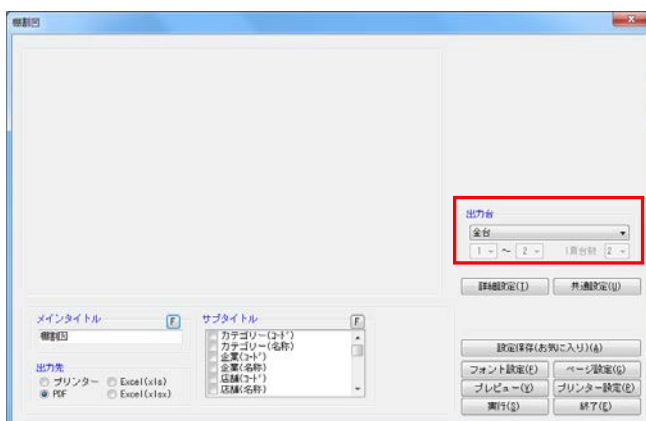 棚割図
出力台
全台
1 ～ 2 1頁台数 2
詳細設定(T) 共通設定(U)
メインタイトル F サブタイトル F
棚割図
カテゴリー(コード)
カテゴリー(名称)
企業(コード)
企業(名称)
店舗(コード)
店舗(名称)
出力先
プリンター Excel(xls)
PDF Excel(xlsx)
設定保存(お気に入り)(A)
フォント設定(F) ページ設定(G)
プレビュー(V) プリンター設定(P)
実行(S) 終了(E)